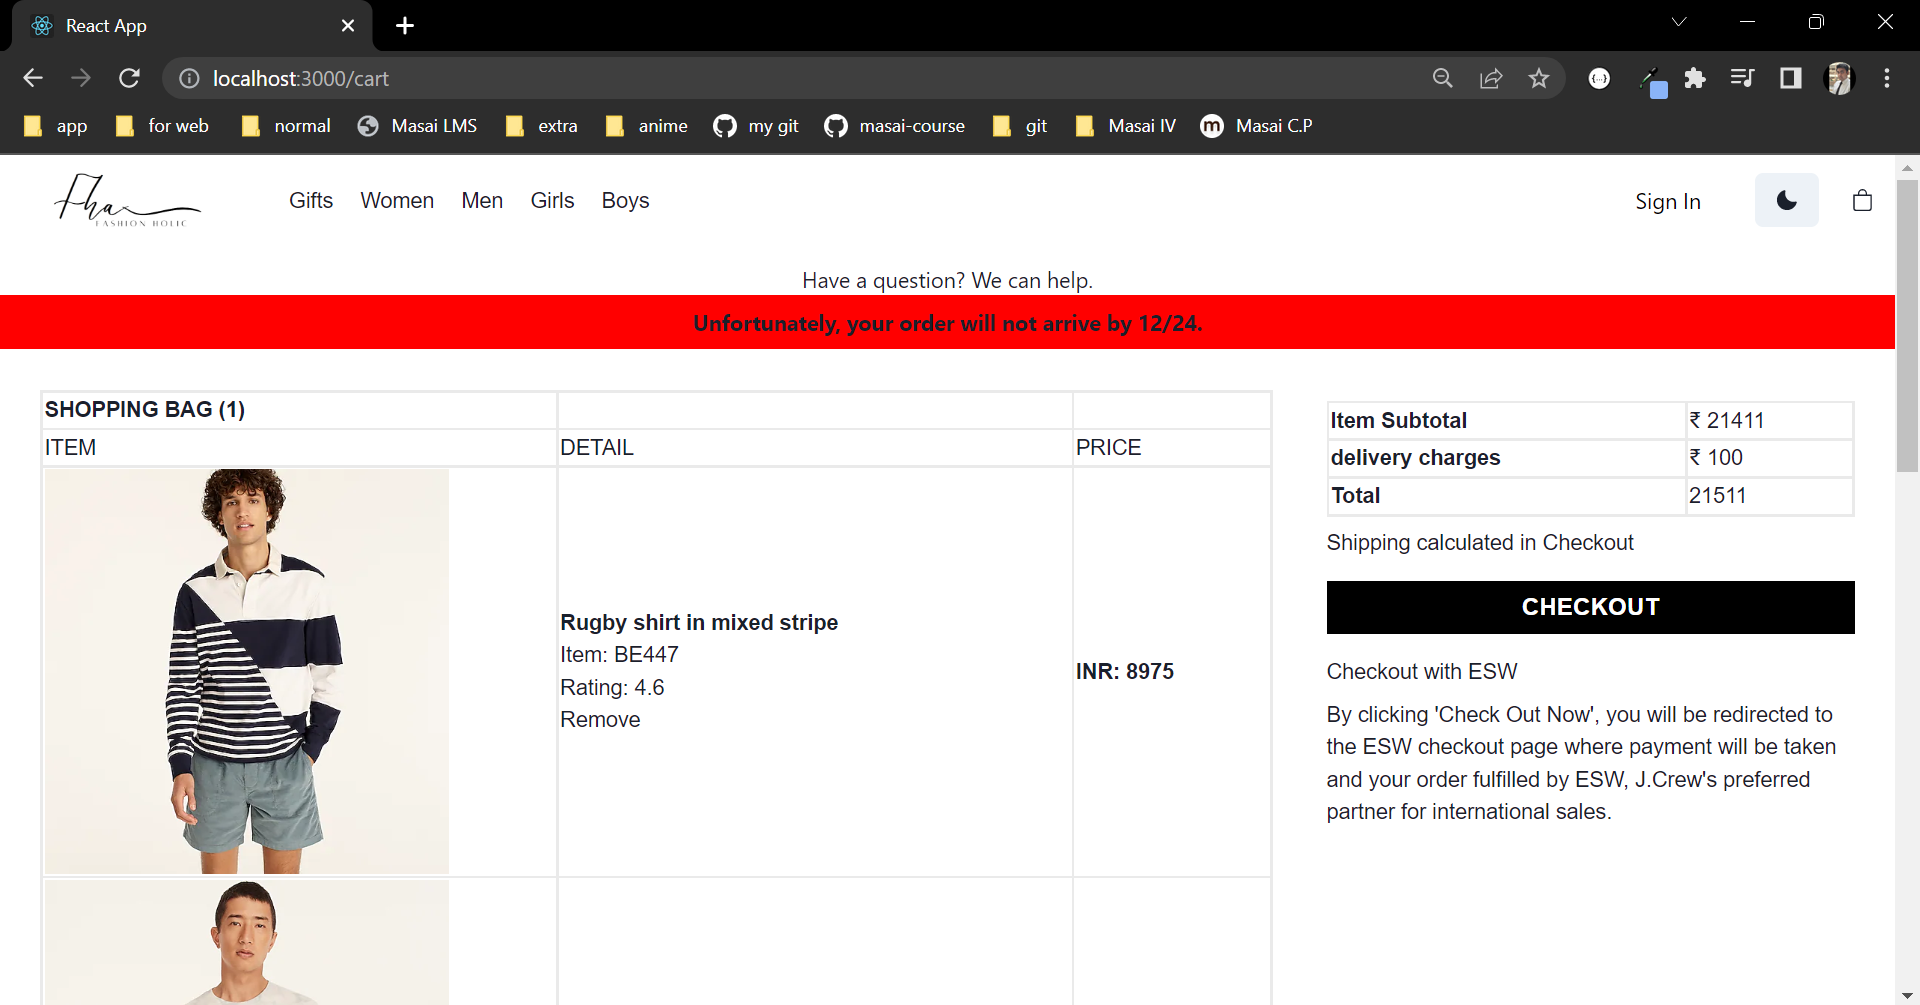 React App
localhost:3000/cart
app
for web
normal
Masai LMS
extra
anime
my git
masai-course
git
Masai IV
m
Masai C.P
Fha
FASHION HOLIC
Gifts
Women
Men
Girls
Boys
Sign In
Have a question? We can help.
Unfortunately, your order will not arrive by 12/24.
SHOPPING BAG (1)
ITEM
DETAIL
PRICE
Rugby shirt in mixed stripe
Item: BE447
Rating: 4.6
Remove
INR: 8975
Item Subtotal
₹ 21411
delivery charges
₹ 100
Total
21511
Shipping calculated in Checkout
CHECKOUT
Checkout with ESW
By clicking 'Check Out Now', you will be redirected to
the ESW checkout page where payment will be taken
and your order fulfilled by ESW, J.Crew's preferred
partner for international sales.